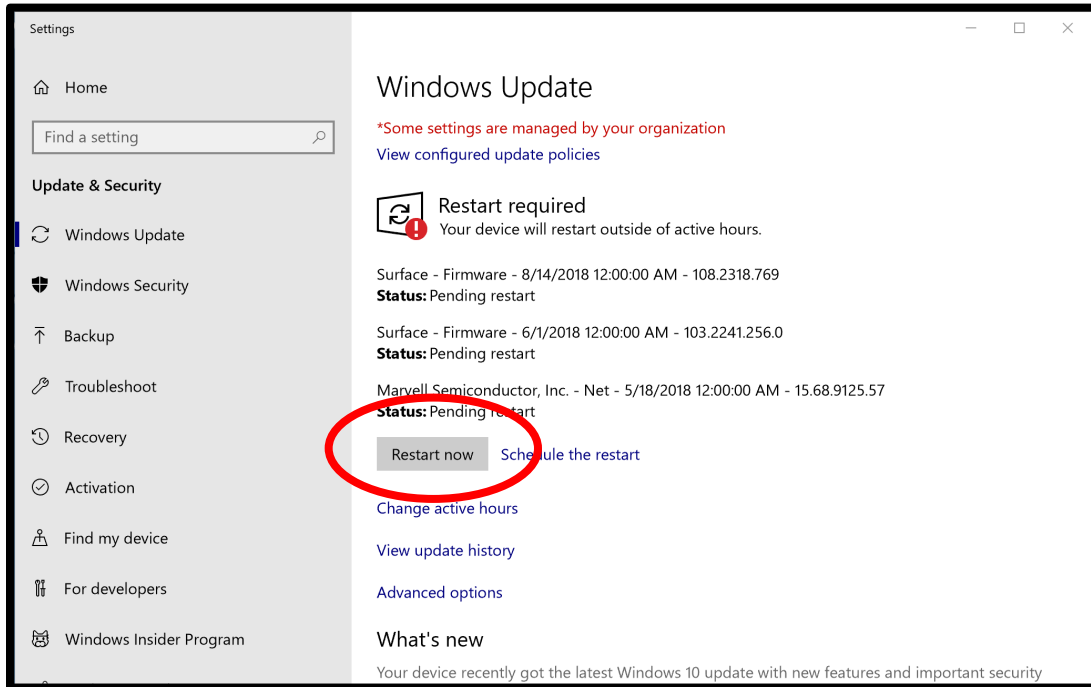 Settings
Home
Find a setting
Update & Security
Windows Update
Windows Security
Backup
Troubleshoot
Recovery
Activation
Find my device
For developers
Windows Insider Program
Windows Update
*Some settings are managed by your organization
View configured update policies
Restart required
Your device will restart outside of active hours.
Surface - Firmware - 8/14/2018 12:00:00 AM - 108.2318.769
Status: Pending restart
Surface - Firmware - 6/1/2018 12:00:00 AM - 103.2241.256.0
Status: Pending restart
Marvell Semiconductor, Inc. - Net - 5/18/2018 12:00:00 AM - 15.68.9125.57
Status: Pending restart
Restart now Schedule the restart
Change active hours
View update history
Advanced options
What's new
Your device recently got the latest Windows 10 update with new features and important security